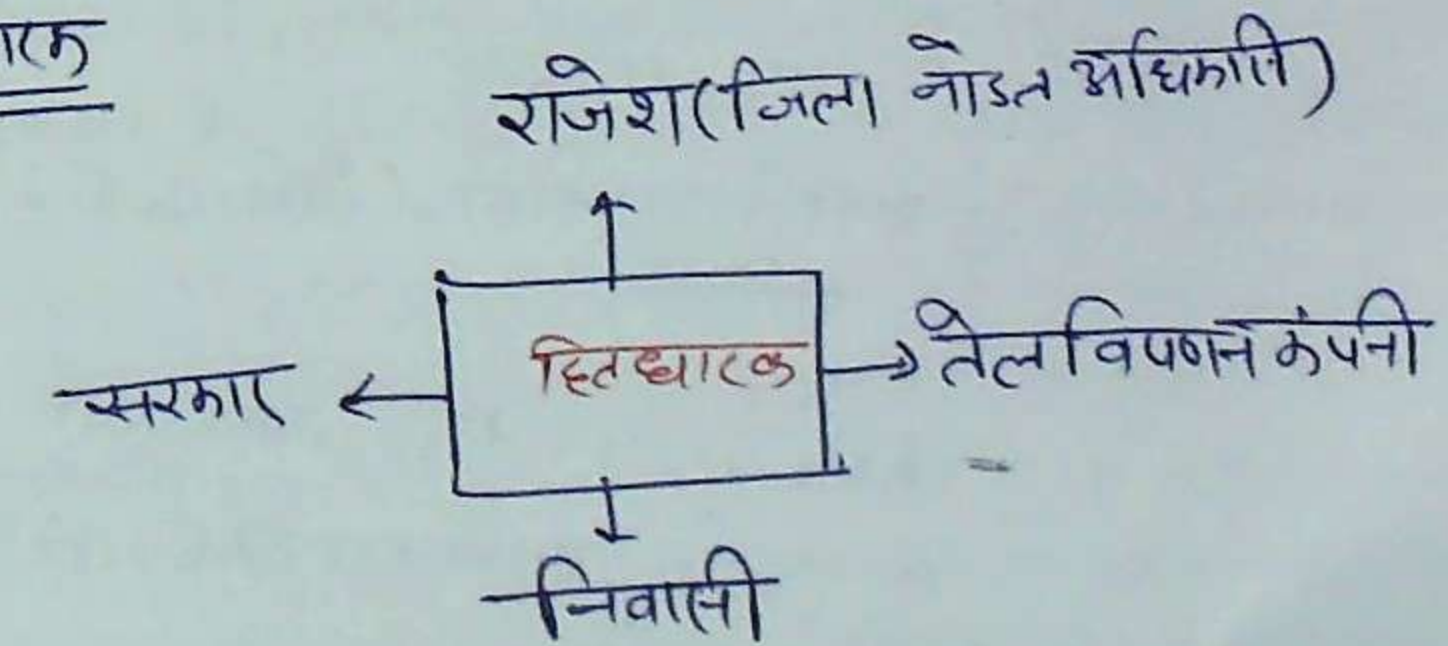 राजेश (जिला नोडल अधिकारी)
सरकार
हितधारक
तेल विपणन कंपनी
निवासी